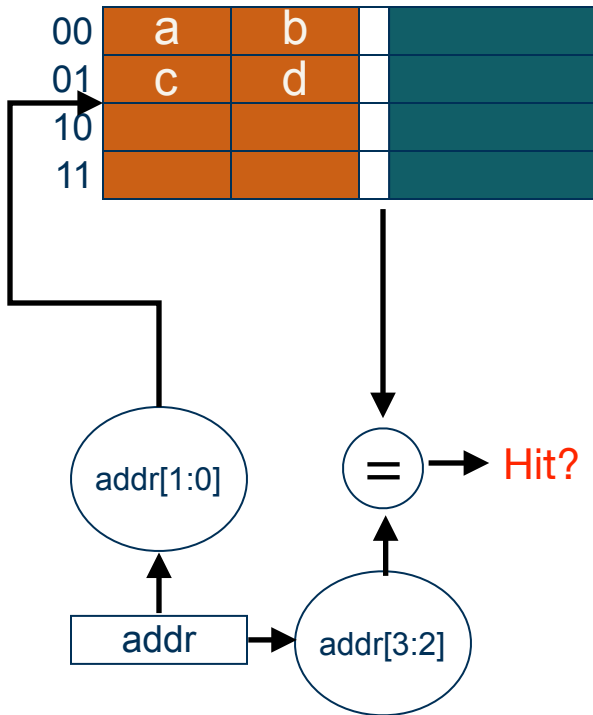 00 a b
01 c d
10
11
addr[1:0]
= Hit?
addr
addr[3:2]